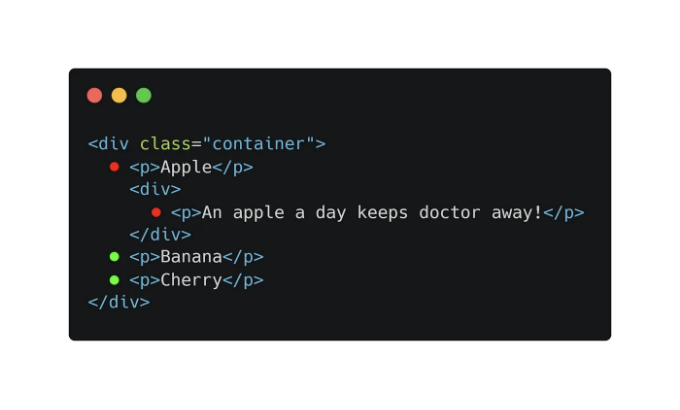 <div class="container">
<p>Apple</p>
<div>
<p>An apple a day keeps doctor away!</p>
</div>
<p>Banana</p>
<p>Cherry</p>
</div>